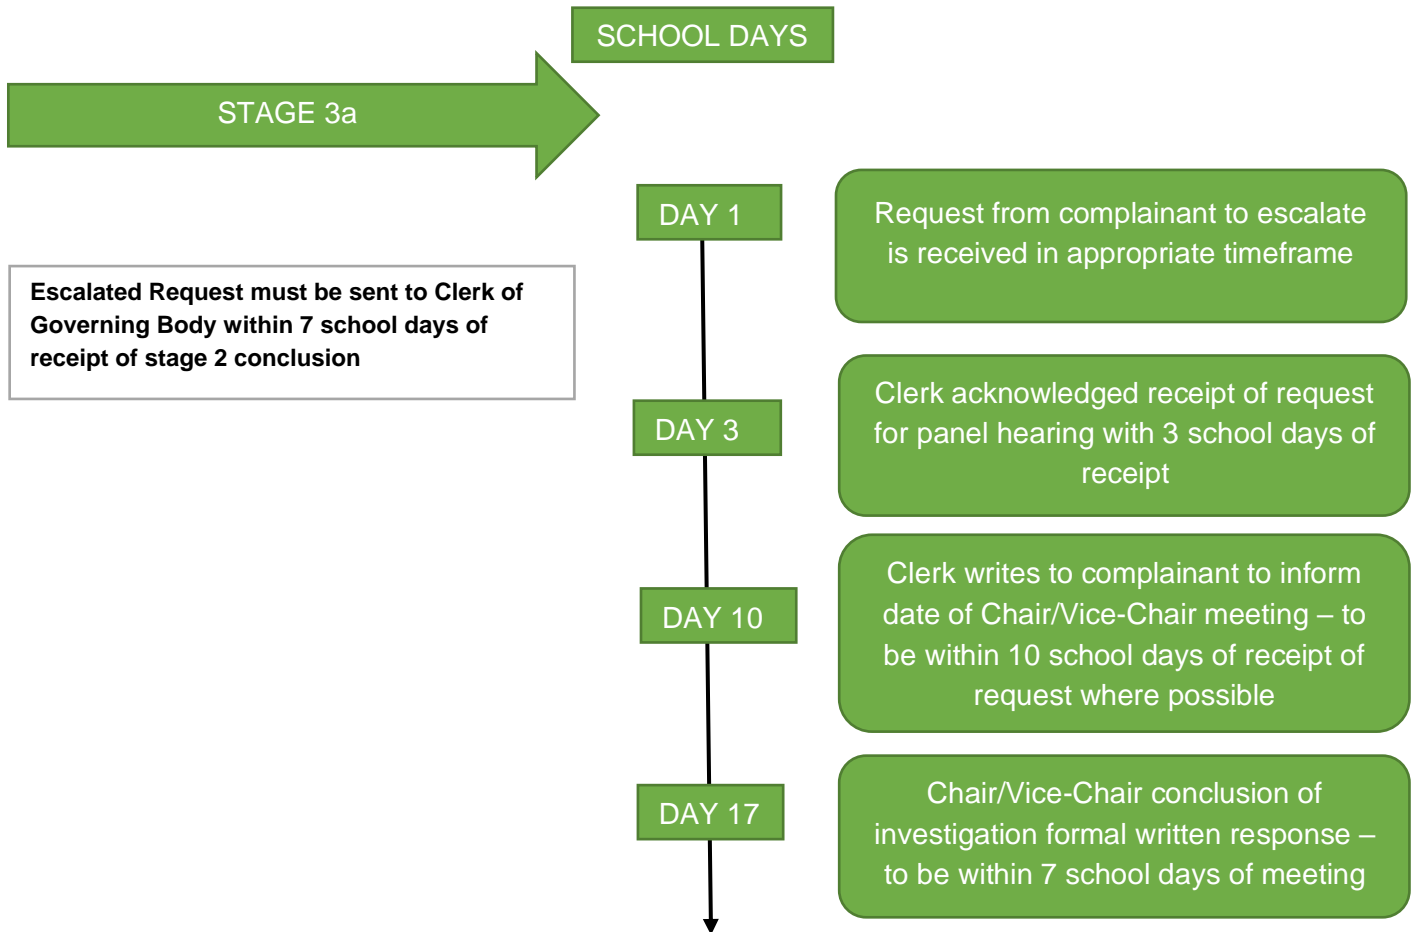 SCHOOL DAYS
STAGE 3a
DAY 1
Request from complainant to escalate
is received in appropriate timeframe
Escalated Request must be sent to Clerk of
Governing Body within 7 school days of
receipt of stage 2 conclusion
DAY 3
Clerk acknowledged receipt of request
for panel hearing with 3 school days of
receipt
DAY 10
Clerk writes to complainant to inform
date of Chair/Vice-Chair meeting – to
be within 10 school days of receipt of
request where possible
DAY 17
Chair/Vice-Chair conclusion of
investigation formal written response –
to be within 7 school days of meeting